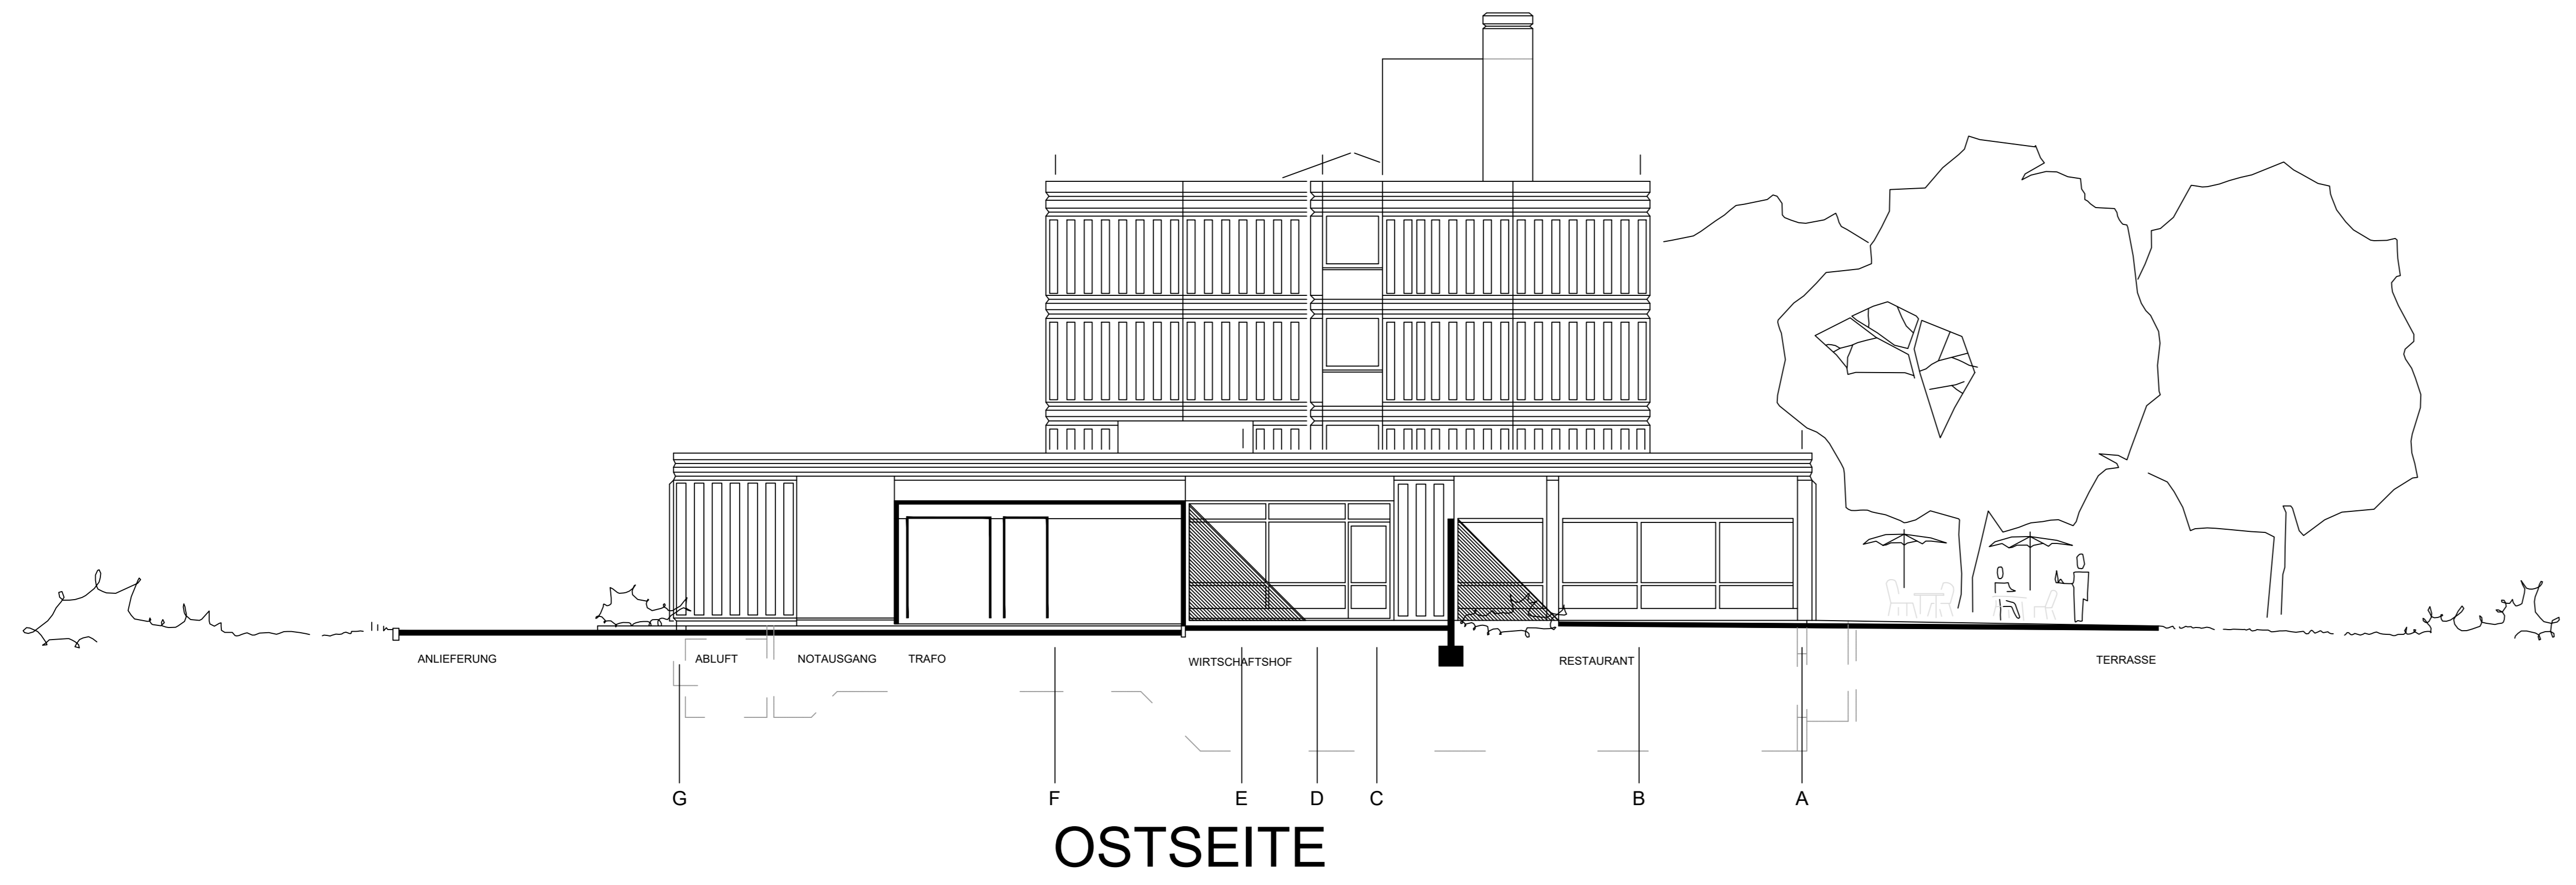 ANLIEFERUNG ABLUFT NOTAUSGANG TRAFO WIRTSCHAFTSHOF RESTAURANT TERRASSE
G F E D C B A
OSTSEITE